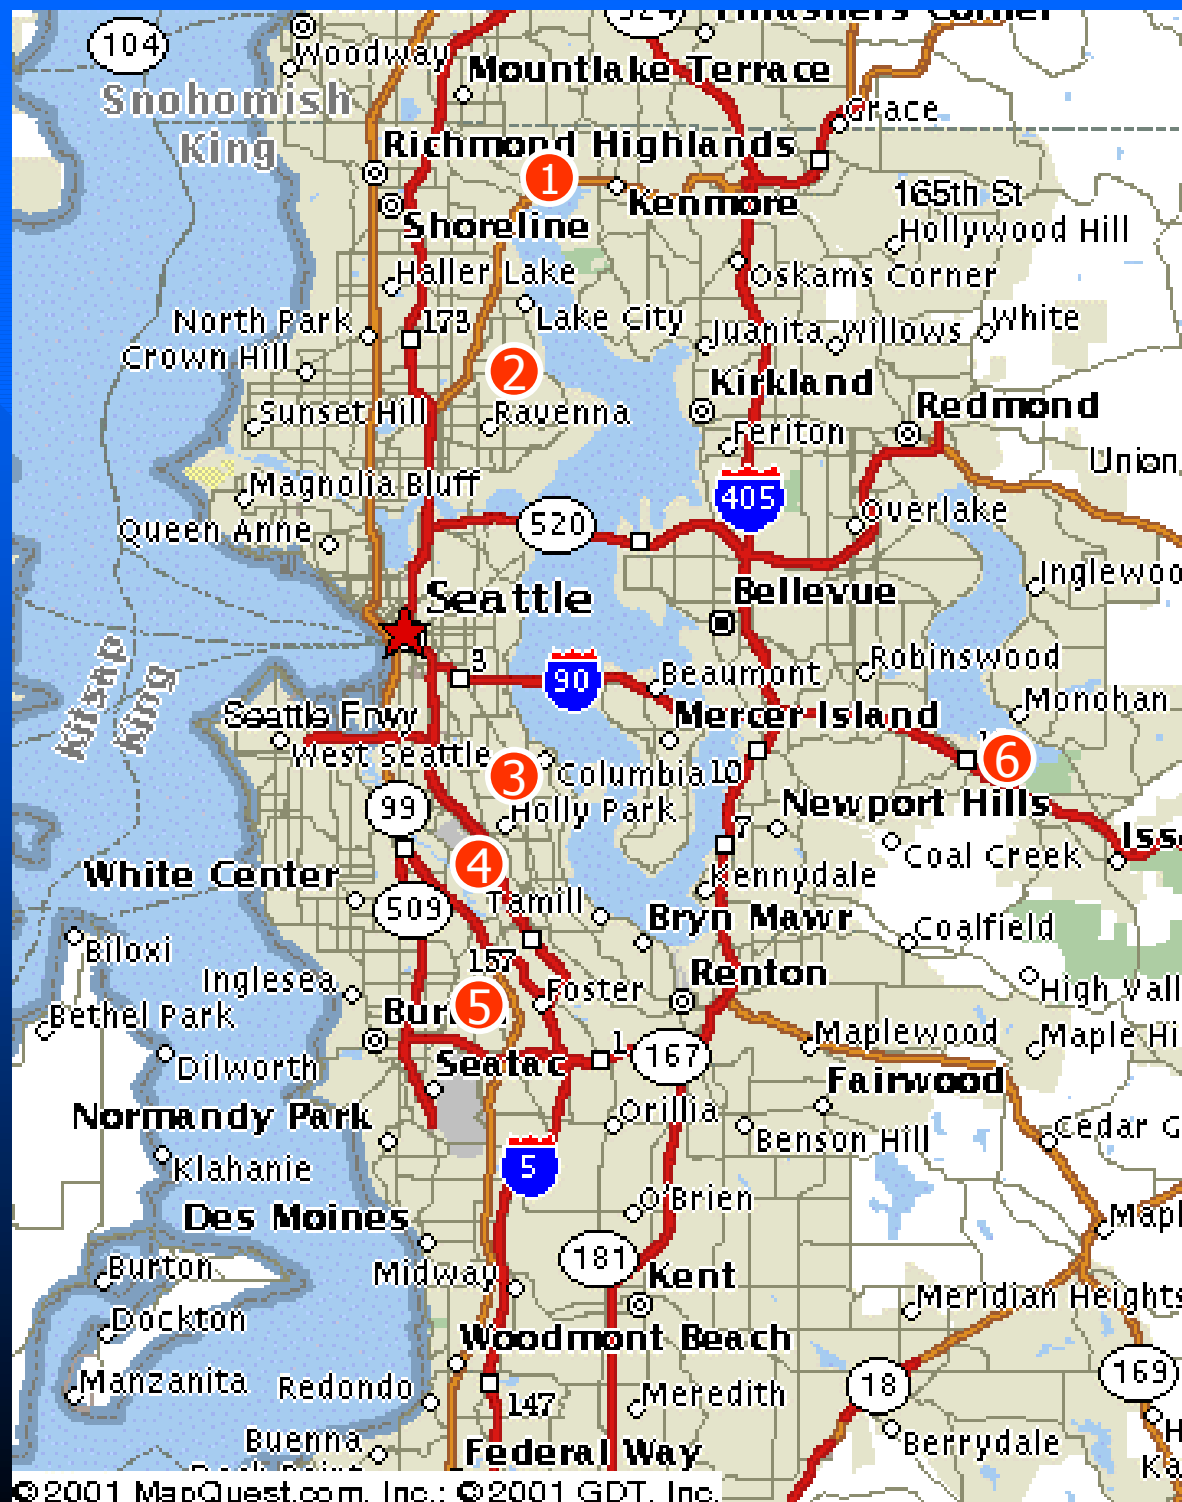 524
Thrashers Corner
104
Woodway
Mountlake Terrace
Snohomish
King
Grace
Richmond Highlands
1
165th St
Kenmore
Shoreline
Hollywood Hill
Haller Lake
Oskams Corner
North Park
173
Lake City
Juanita
Willows
White
Crown Hill
2
Kirkland
Sunset Hill
Ravenna
Redmond
Feriton
Union
Magnolia Bluff
405
Queen Anne
520
Overlake
Inglewoo
Seattle
Bellevue
Kitsap
King
3
90
Beaumont
Robinswood
Monohan
Seattle Frwy
Mercer Island
West Seattle
3
Columbia
10
6
99
Holly Park
Newport Hills
7
Iss
Coal Creek
White Center
4
Kennydale
509
Tamill
Bryn Mawr
Coalfield
Biloxi
157
Inglesea
Renton
Foster
High Vall
Bethel Park
Bur
5
Maplewood
Maple Hi
Dilworth
Seatac
1
167
Fairwood
Normandy Park
Orillia
Benson Hill
Cedar G
Klahanie
5
O'Brien
Des Moines
Mapl
Burton
Midway
181
Kent
Meridian Heights
Dockton
Woodmont Beach
Manzanita
Redondo
147
Meredith
18
169
Buenna
Federal Way
Berrydale
H
Ka
©2001 MapQuest.com, Inc.; ©2001 GDT, Inc.